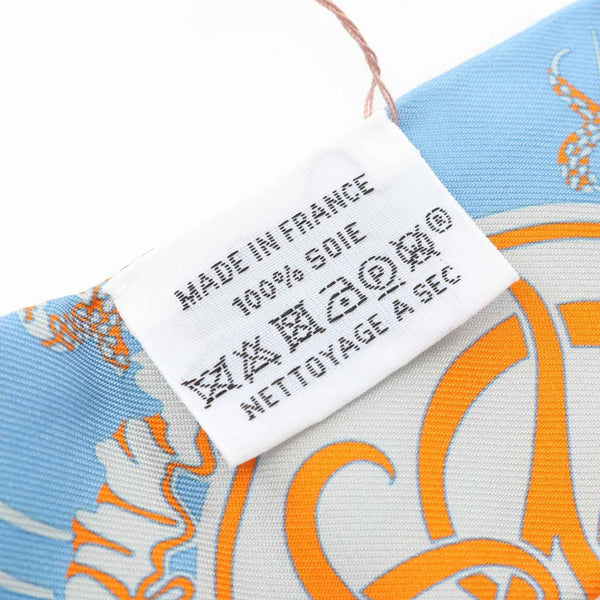 MADE IN FRANCE
100% SOIE
P ®
NETTOYAGE A SEC